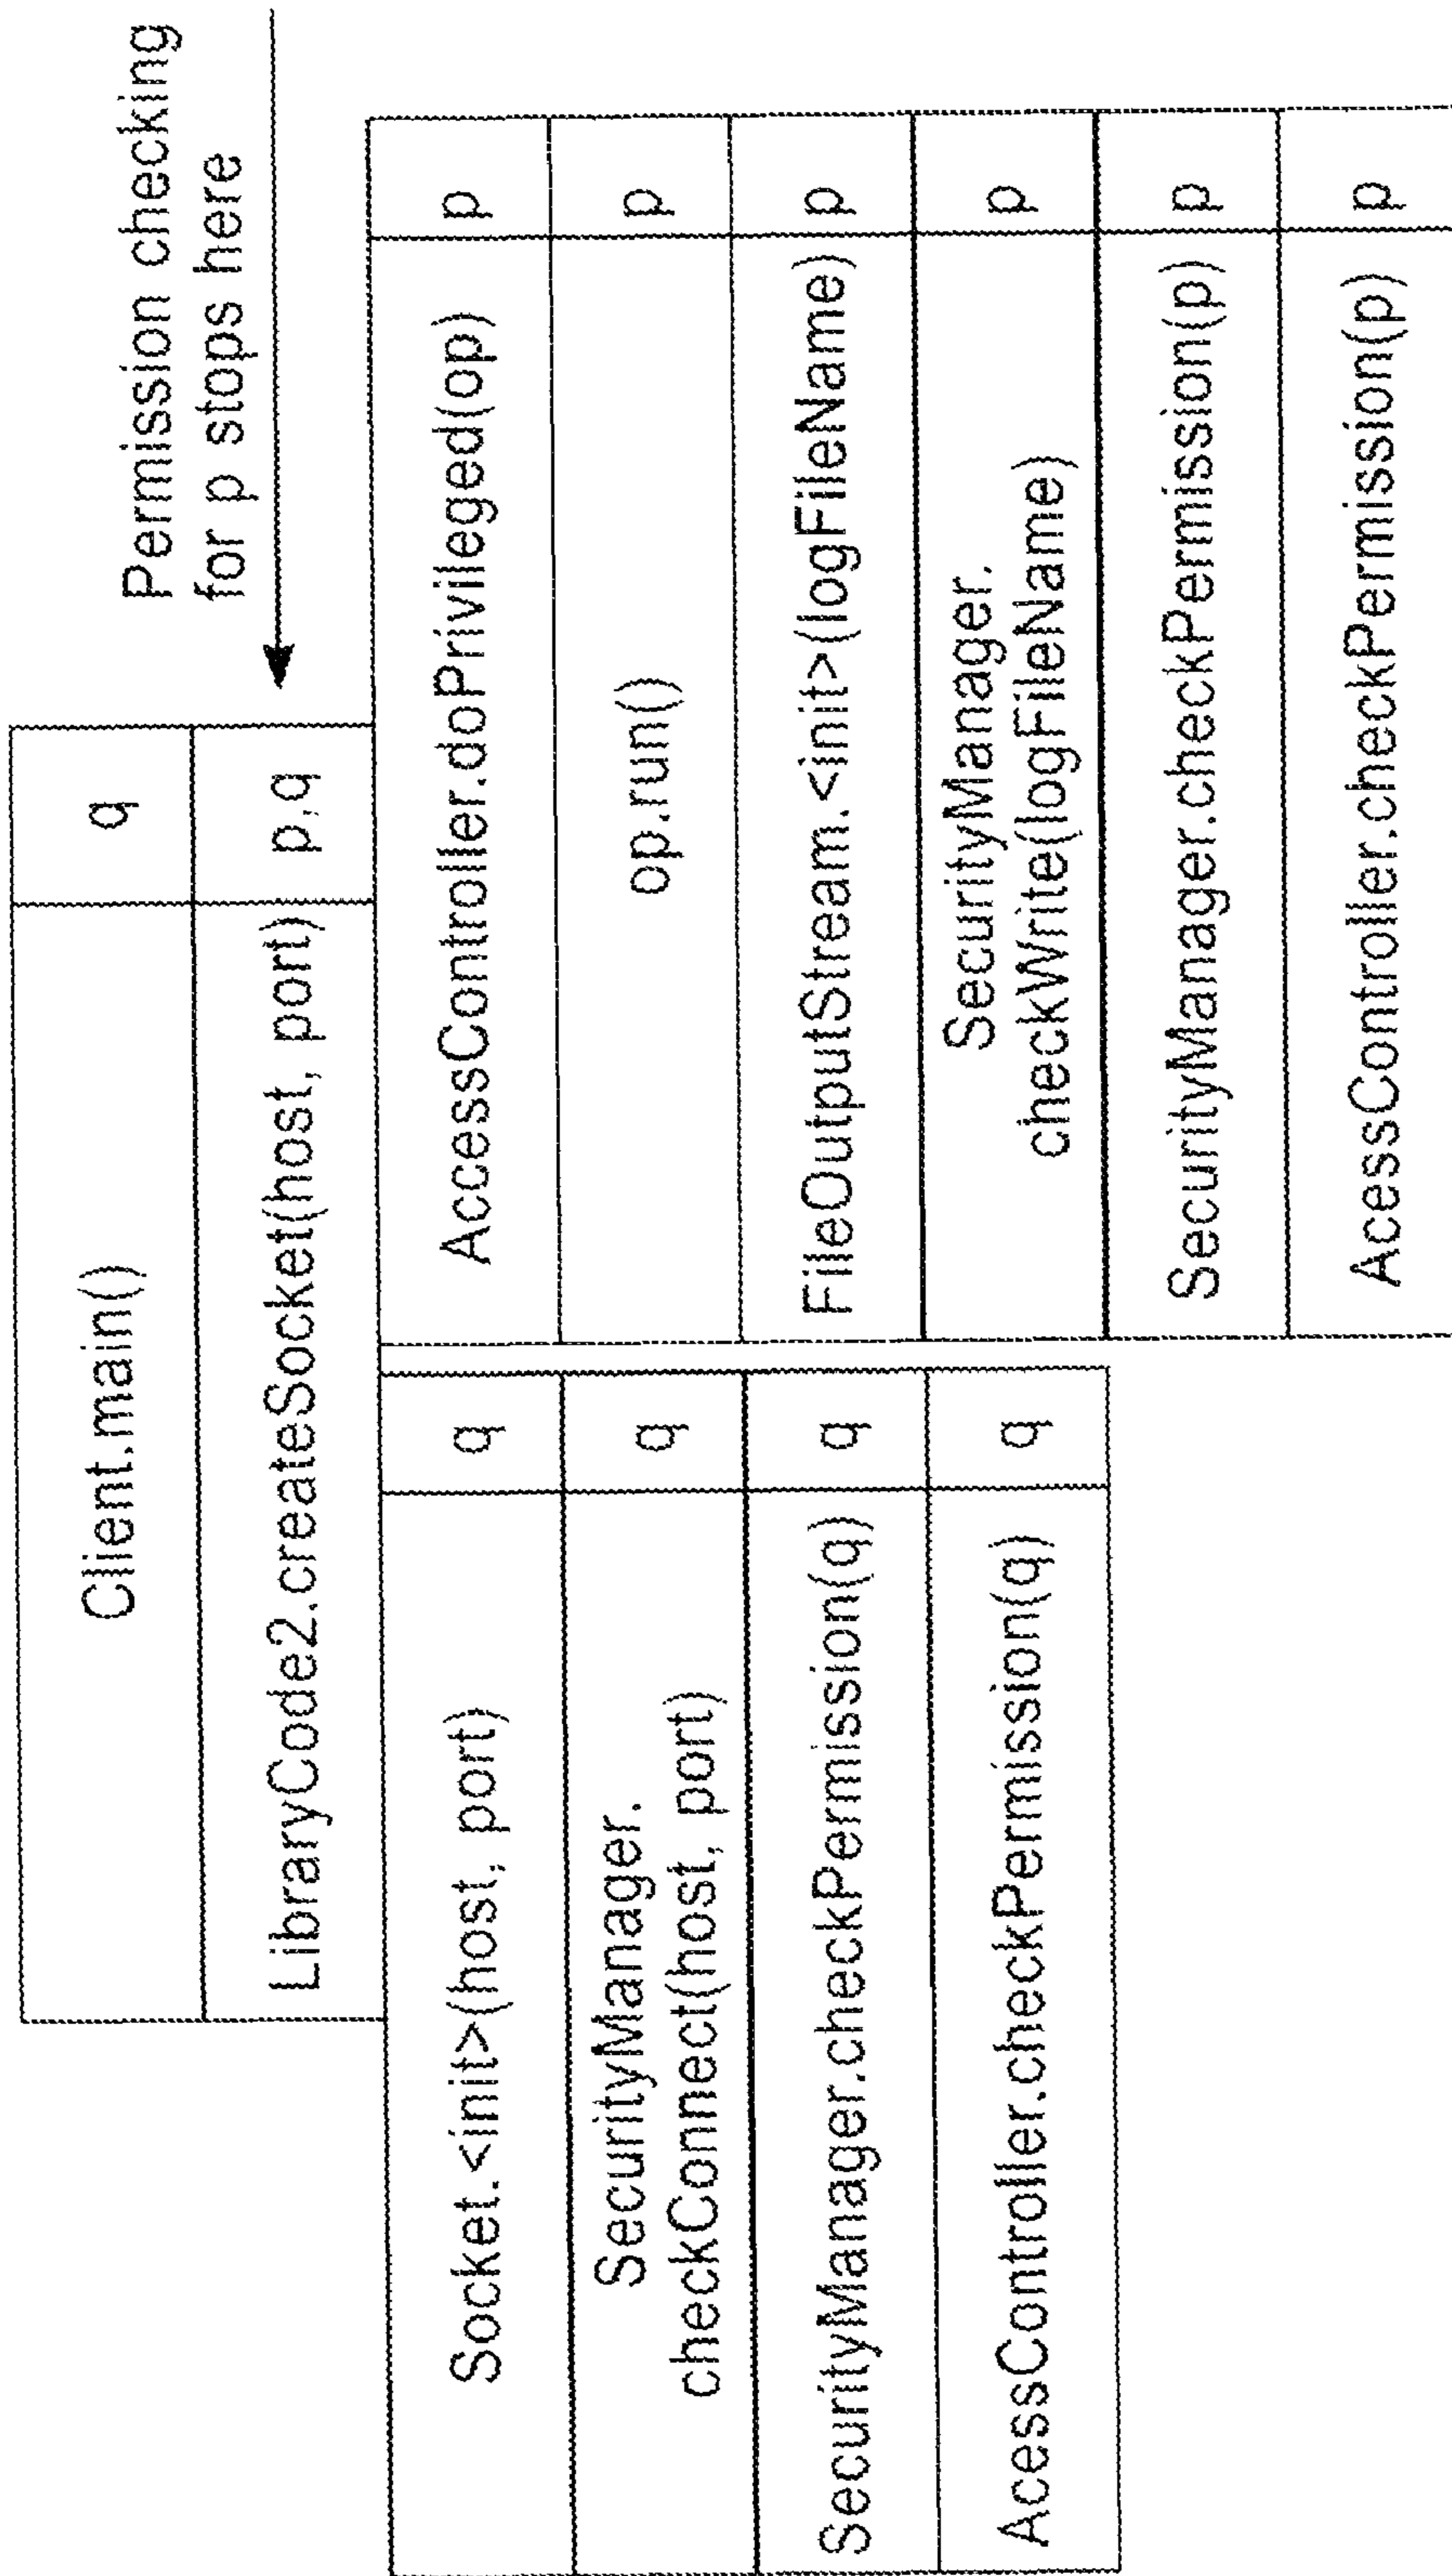 Client.main()
q
LibraryCode2.createSocket(host, port)
p,q
Permission checking
for p stops here
Socket.<init>(host, port)
q
SecurityManager.
checkConnect(host, port)
q
SecurityManager.checkPermission(q)
q
AcessController.checkPermission(q)
q
AccessController.doPrivileged(op)
p
op.run()
p
FileOutputStream.<init>(logFileName)
p
SecurityManager.
checkWrite(logFileName)
p
SecurityManager.checkPermission(p)
p
AcessController.checkPermission(p)
p